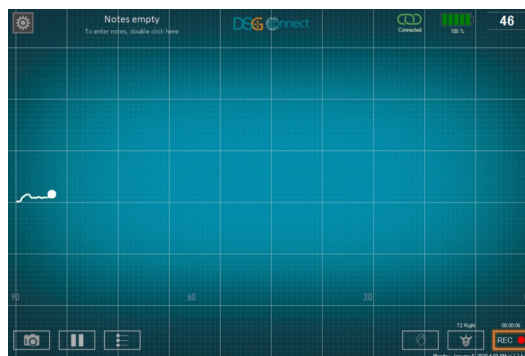 Notes empty
To enter notes, double click here
DSG Connect
Connected
100 %
46
90
60
30
T2 Right
00:00:06
REC